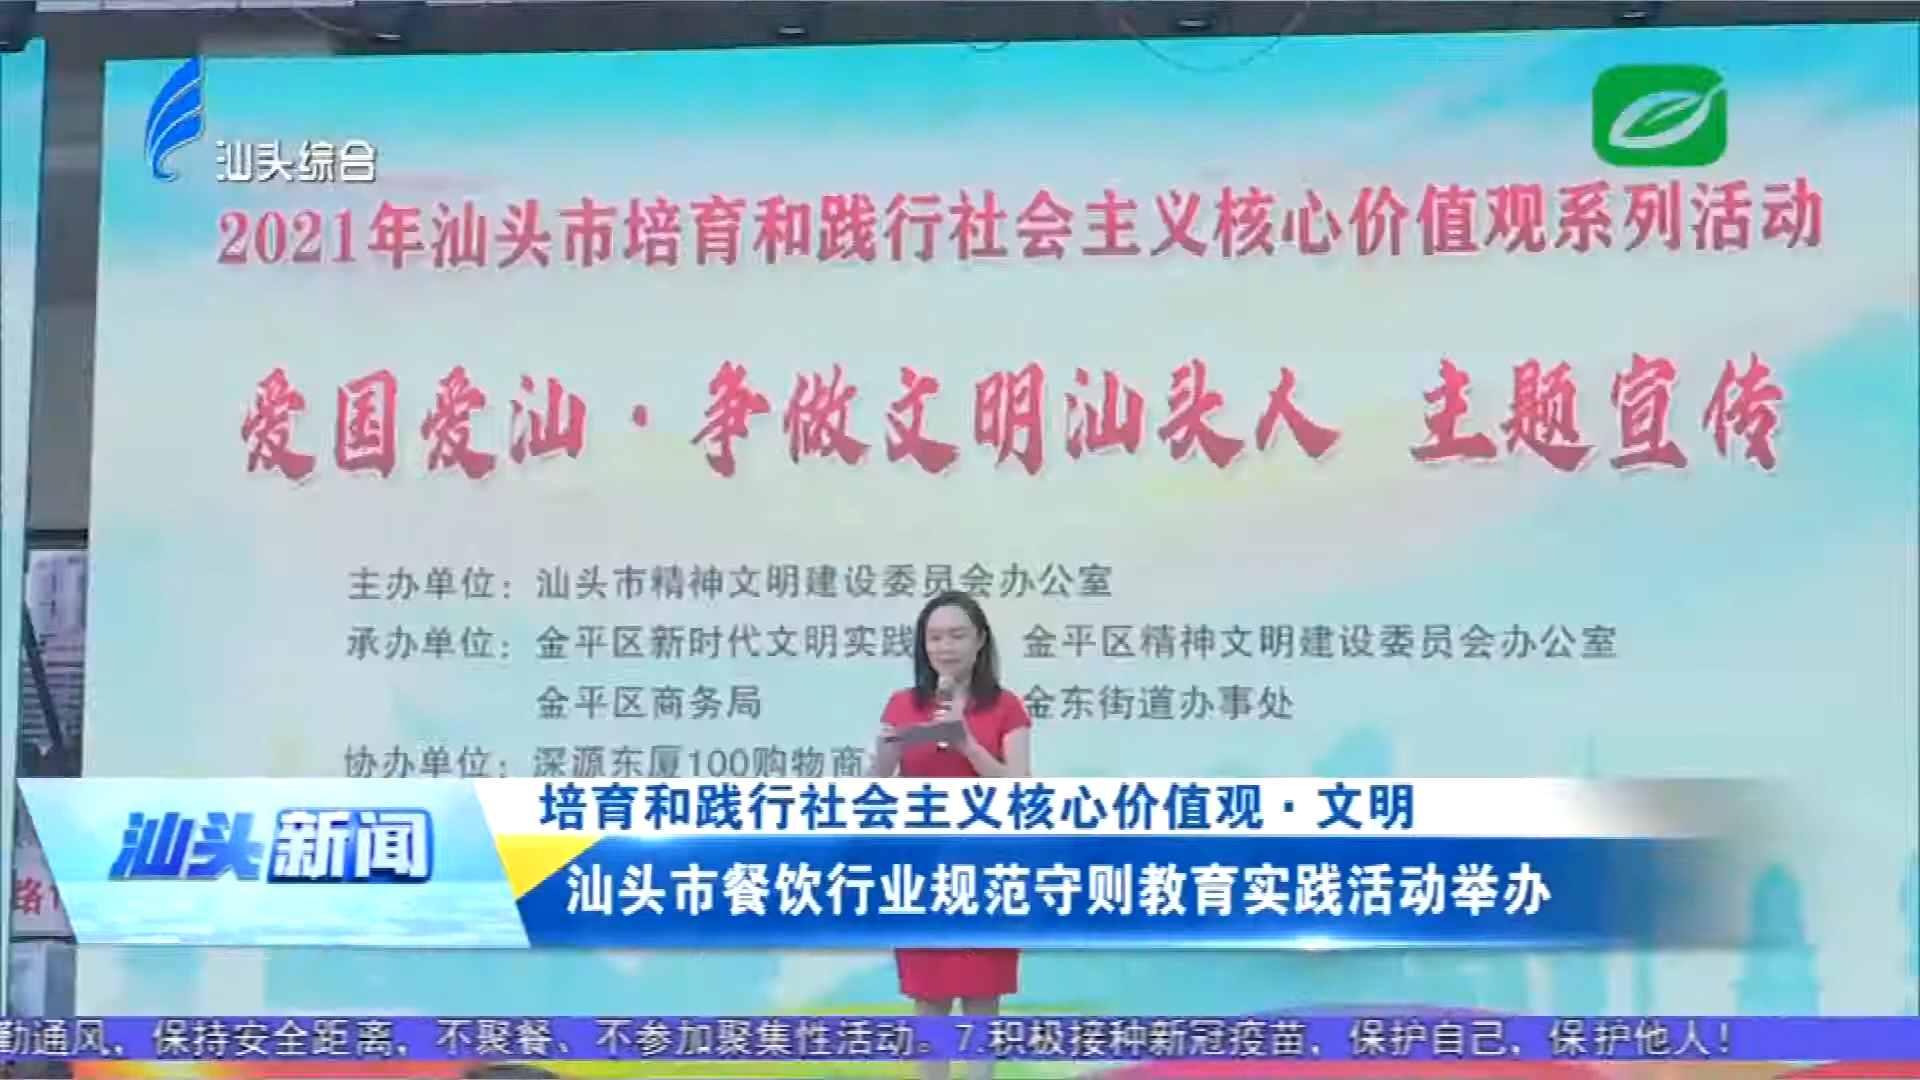 汕头综合
2021年汕头市培育和践行社会主义核心价值观系列活动
爱国爱汕·争做文明汕头人 主题宣传
主办单位：汕头市精神文明建设委员会办公室
承办单位：金平区新时代文明实践 金平区精神文明建设委员会办公室
金平区商务局 金东街道办事处
协办单位：深源东厦100购物商
培育和践行社会主义核心价值观·文明
汕头新闻
汕头市餐饮行业规范守则教育实践活动举办
勤通风，保持安全距离，不聚餐、不参加聚集性活动。7.积极接种新冠疫苗，保护自己，保护他人！